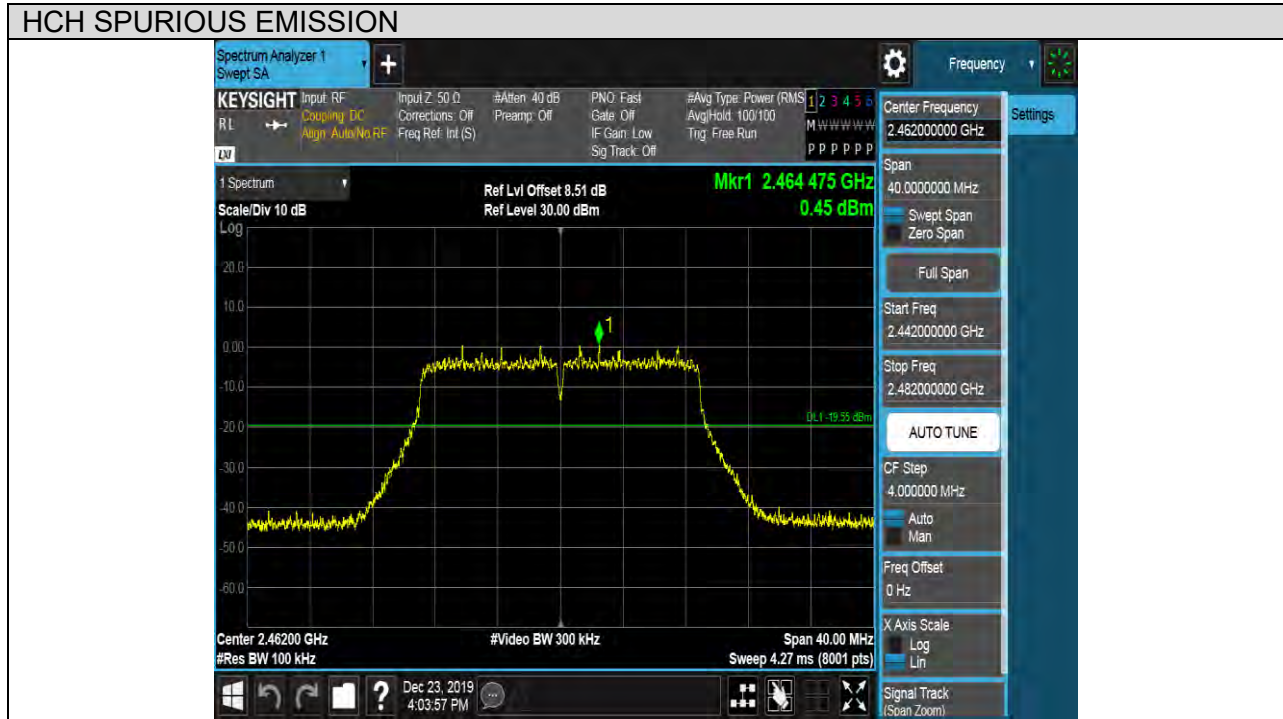 HCH SPURIOUS EMISSION
Spectrum Analyzer 1
Swept SA
+
Frequency
KEYSIGHT
RL
LXI
Input: RF
Coupling: DC
Align: Auto/No RF
Input Z: 50 Ω
Corrections: Off
Freq Ref: Int (S)
#Atten: 40 dB
Preamp: Off
PNO: Fast
Gate: Off
IF Gain: Low
Sig Track: Off
#Avg Type: Power (RMS
Avg|Hold: 100/100
Trig: Free Run
1 2 3 4 5 6
M W W W W W
P P P P P P
1 Spectrum
Scale/Div 10 dB
Log
Ref Lvl Offset 8.51 dB
Ref Level 30.00 dBm
Mkr1 2.464 475 GHz
0.45 dBm
20.0
10.0
0.00
-10.0
-20.0
-30.0
-40.0
-50.0
-60.0
1
DL1 -19.55 dBm
Center 2.46200 GHz
#Res BW 100 kHz
#Video BW 300 kHz
Span 40.00 MHz
Sweep 4.27 ms (8001 pts)
?
Dec 23, 2019
4:03:57 PM
Center Frequency
2.462000000 GHz
Settings
Span
40.0000000 MHz
Swept Span
Zero Span
Full Span
Start Freq
2.442000000 GHz
Stop Freq
2.482000000 GHz
AUTO TUNE
CF Step
4.000000 MHz
Auto
Man
Freq Offset
0 Hz
X Axis Scale
Log
Lin
Signal Track
(Span Zoom)